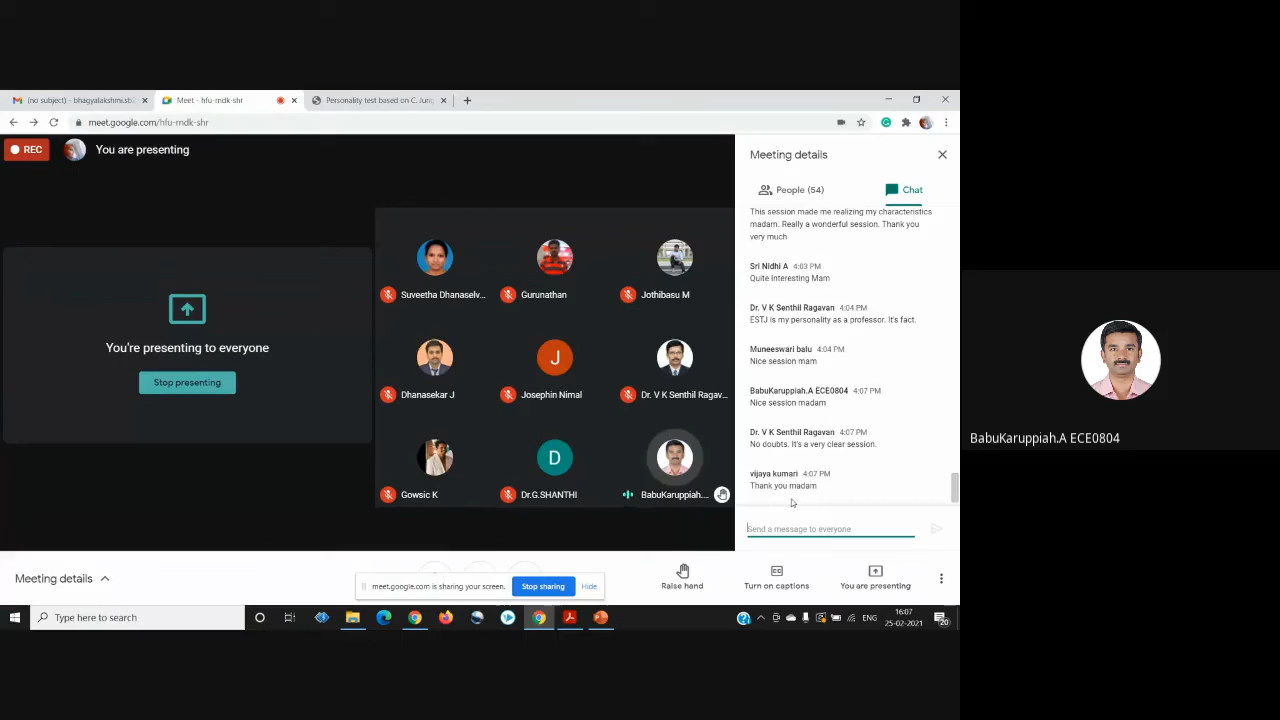 (no subject) - bhagyalakshmi.sts
Meet - hfu-mdk-shr
Personality test based on C. Jung
meet.google.com/hfu-mdk-shr
REC
You are presenting
Meeting details
People (54)
Chat
This session made me realizing my characteristics
madam. Really a wonderful session. Thank you
very much
Sri Nidhi A 4:03 PM
Quite Interesting Mam
Dr. V K Senthil Ragavan 4:04 PM
ESTJ is my personality as a professor. It's fact.
Muneeswari balu 4:04 PM
Nice session mam
BabuKaruppiah.A ECE0804 4:07 PM
Nice session madam
Dr. V K Senthil Ragavan 4:07 PM
No doubts. It's a very clear session.
vijaya kumari 4:07 PM
Thank you madam
Send a message to everyone
You're presenting to everyone
Stop presenting
Suveetha Dhanaselv...
Gurunathan
Jothibasu M
Dhanasekar J
J
Josephin Nimal
Dr. V K Senthil Ragav...
Gowsic K
D
Dr.G.SHANTHI
BabuKaruppiah....
BabuKaruppiah.A ECE0804
Meeting details
meet.google.com is sharing your screen.
Stop sharing
Hide
Raise hand
Turn on captions
You are presenting
Type here to search
ENG
16:07
25-02-2021
20